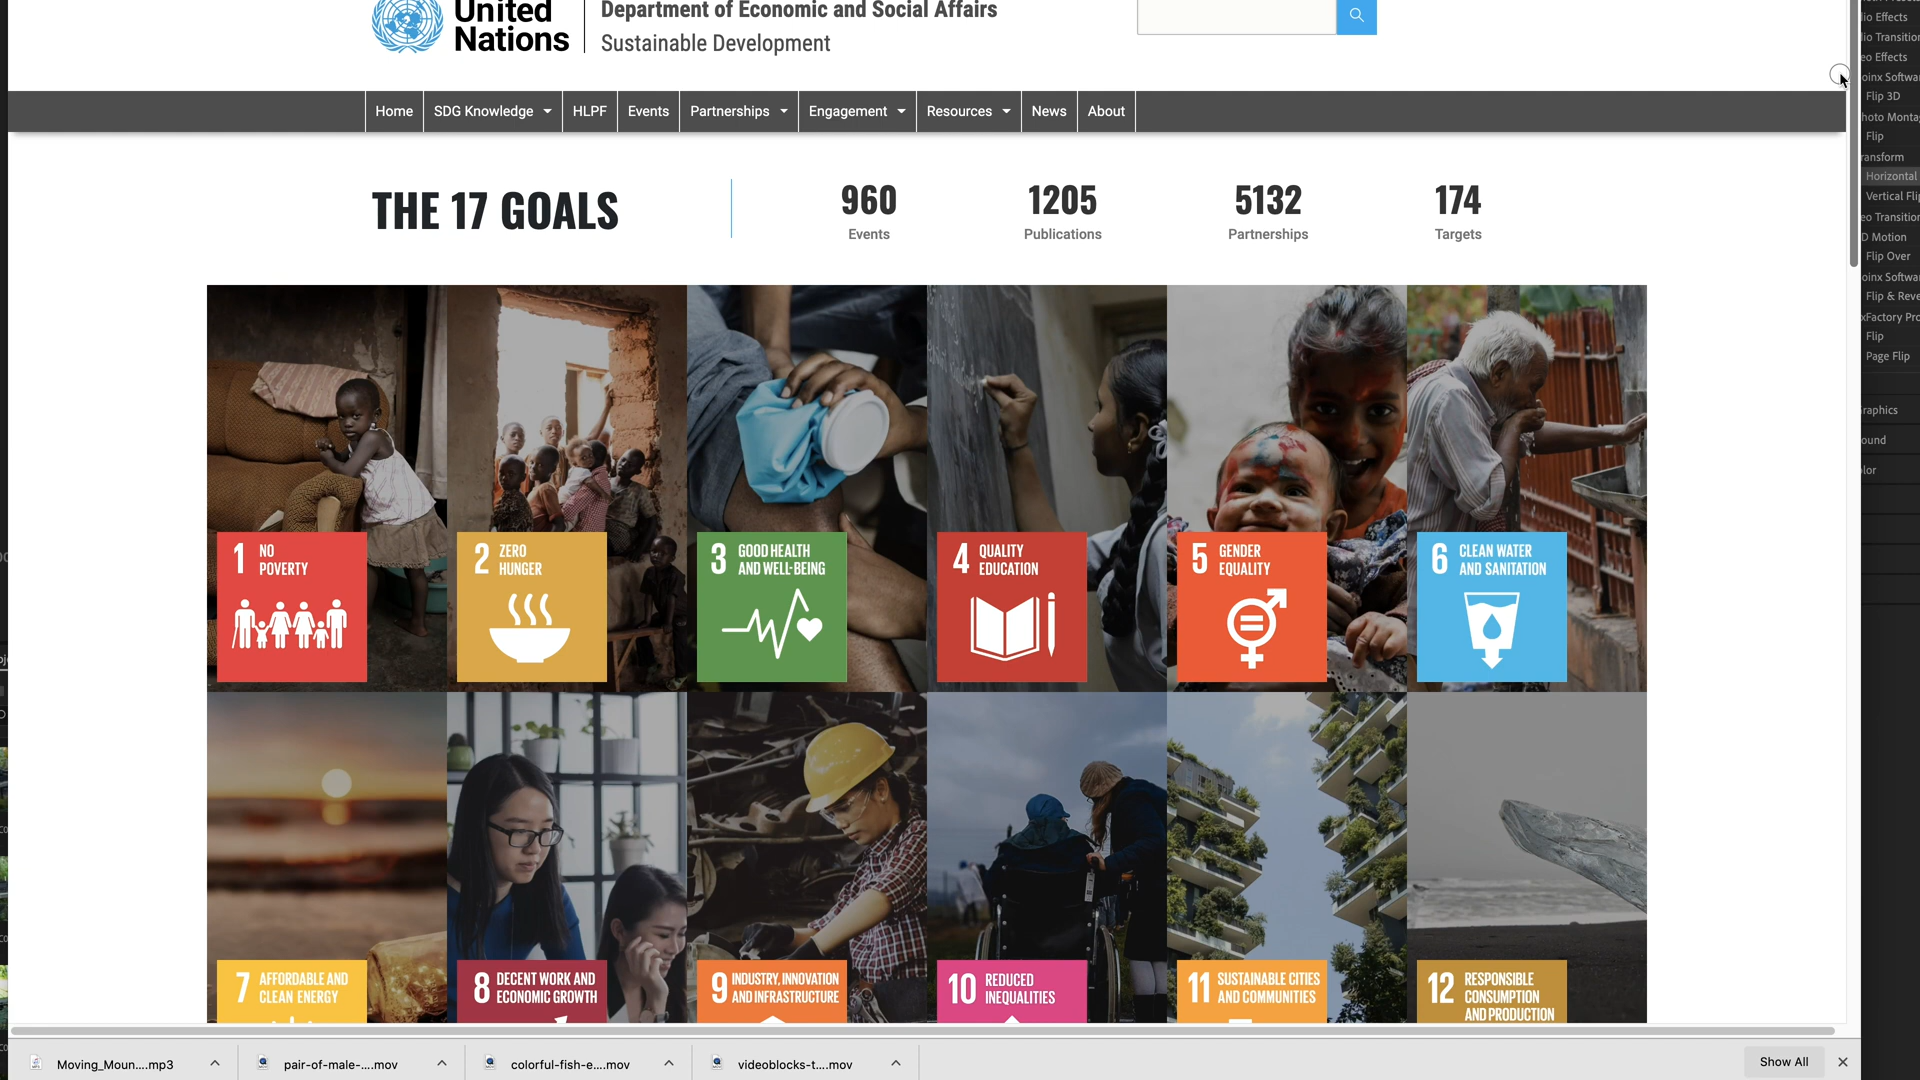 United
Nations
Department of Economic and Social Affairs
Sustainable Development
Home
SDG Knowledge
HLPF
Events
Partnerships
Engagement
Resources
News
About
THE 17 GOALS
960
Events
1205
Publications
5132
Partnerships
174
Targets
1 NO
POVERTY
2 ZERO
HUNGER
3 GOOD HEALTH
AND WELL-BEING
4 QUALITY
EDUCATION
5 GENDER
EQUALITY
6 CLEAN WATER
AND SANITATION
7 AFFORDABLE AND
CLEAN ENERGY
8 DECENT WORK AND
ECONOMIC GROWTH
9 INDUSTRY, INNOVATION
AND INFRASTRUCTURE
10 REDUCED
INEQUALITIES
11 SUSTAINABLE CITIES
AND COMMUNITIES
12 RESPONSIBLE
CONSUMPTION
AND PRODUCTION
Moving_Moun....mp3
pair-of-male-....mov
colorful-fish-e....mov
videoblocks-t....mov
Show All
Effects
Effects
Flip 3D
Flip
Horizontal
Vertical
Motion
Flip Over
Flip &
Flip
Page Flip